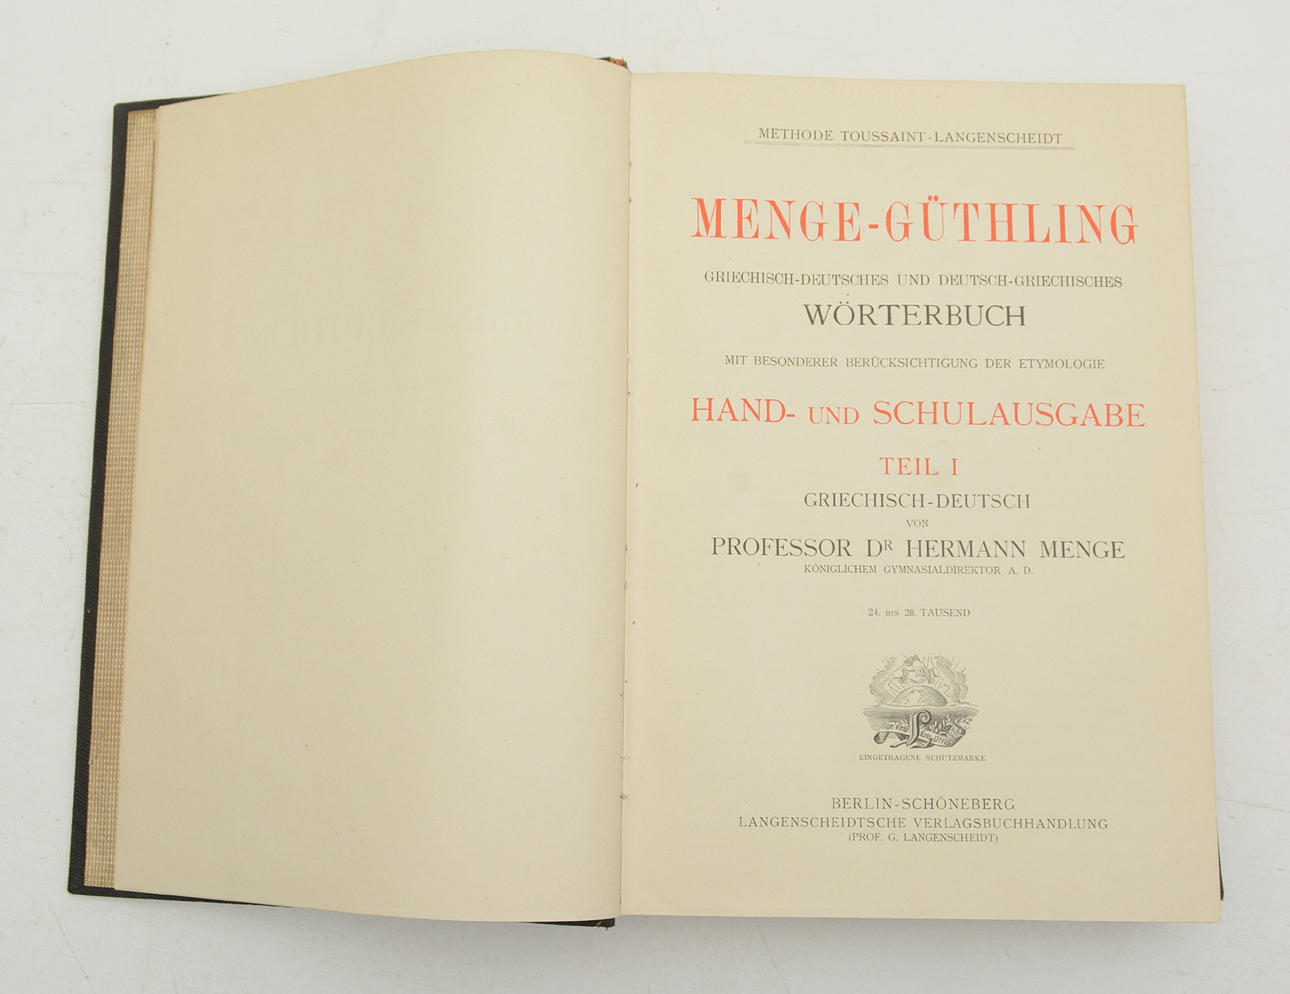 METHODE TOUSSAINT-LANGENSCHEIDT
MENGE-GÜTHLING
GRIECHISCH-DEUTSCHES UND DEUTSCH-GRIECHISCHES
WÖRTERBUCH
MIT BESONDERER BERÜCKSICHTIGUNG DER ETYMOLOGIE
HAND- UND SCHULAUSGABE
TEIL I
GRIECHISCH-DEUTSCH
VON
PROFESSOR DR HERMANN MENGE
KÖNIGLICHEM GYMNASIALDIREKTOR A. D.
24. BIS 28. TAUSEND
EINGETRAGENE SCHUTZMARKE
BERLIN-SCHÖNEBERG
LANGENSCHEIDTSCHE VERLAGSBUCHHANDLUNG
(PROF. G. LANGENSCHEIDT)